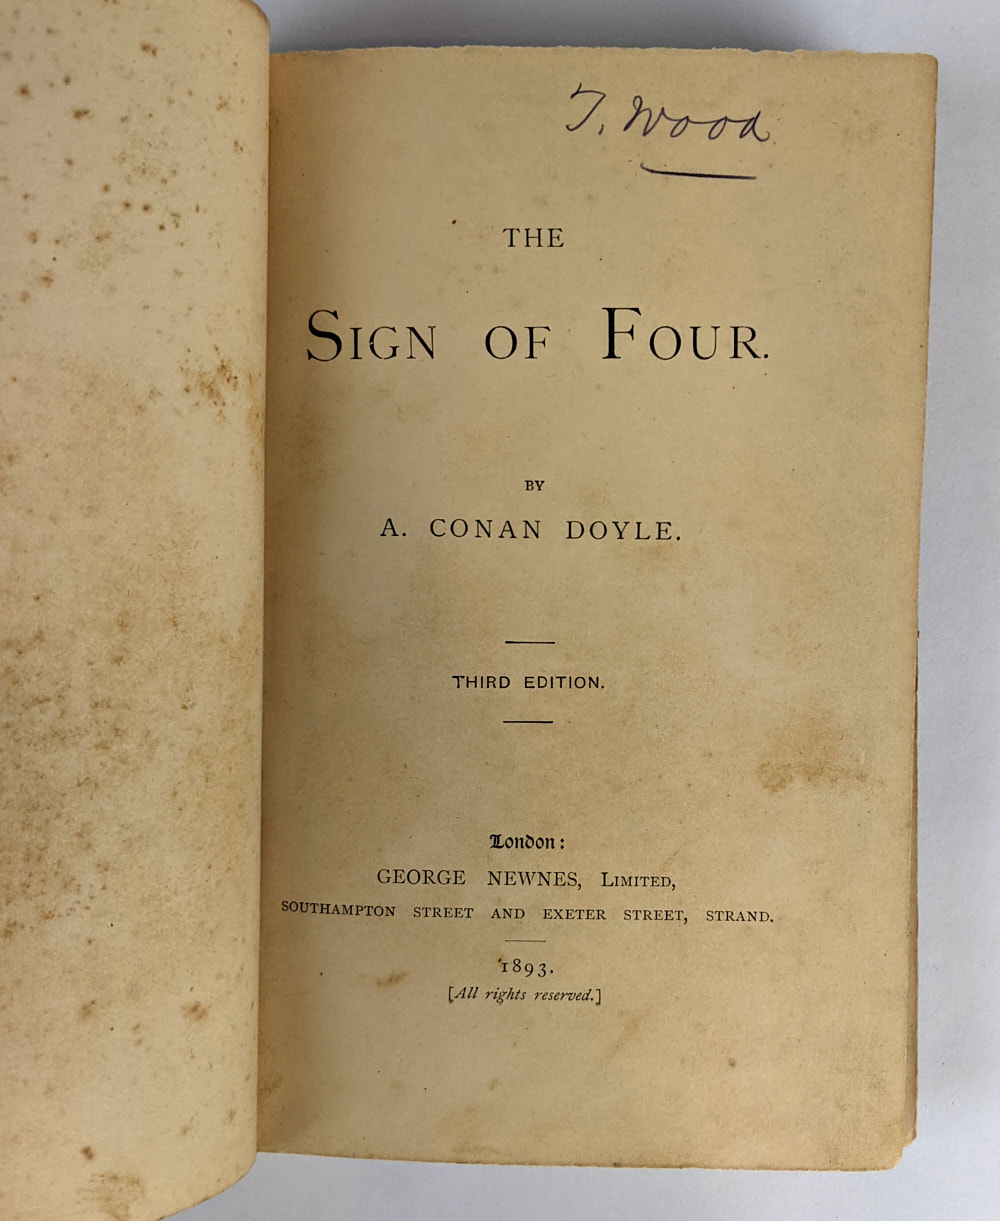 T. Wood
THE
SIGN OF FOUR.
BY
A. CONAN DOYLE.
THIRD EDITION.
London:
GEORGE NEWNES, LIMITED,
SOUTHAMPTON STREET AND EXETER STREET, STRAND.
1893.
[All rights reserved.]